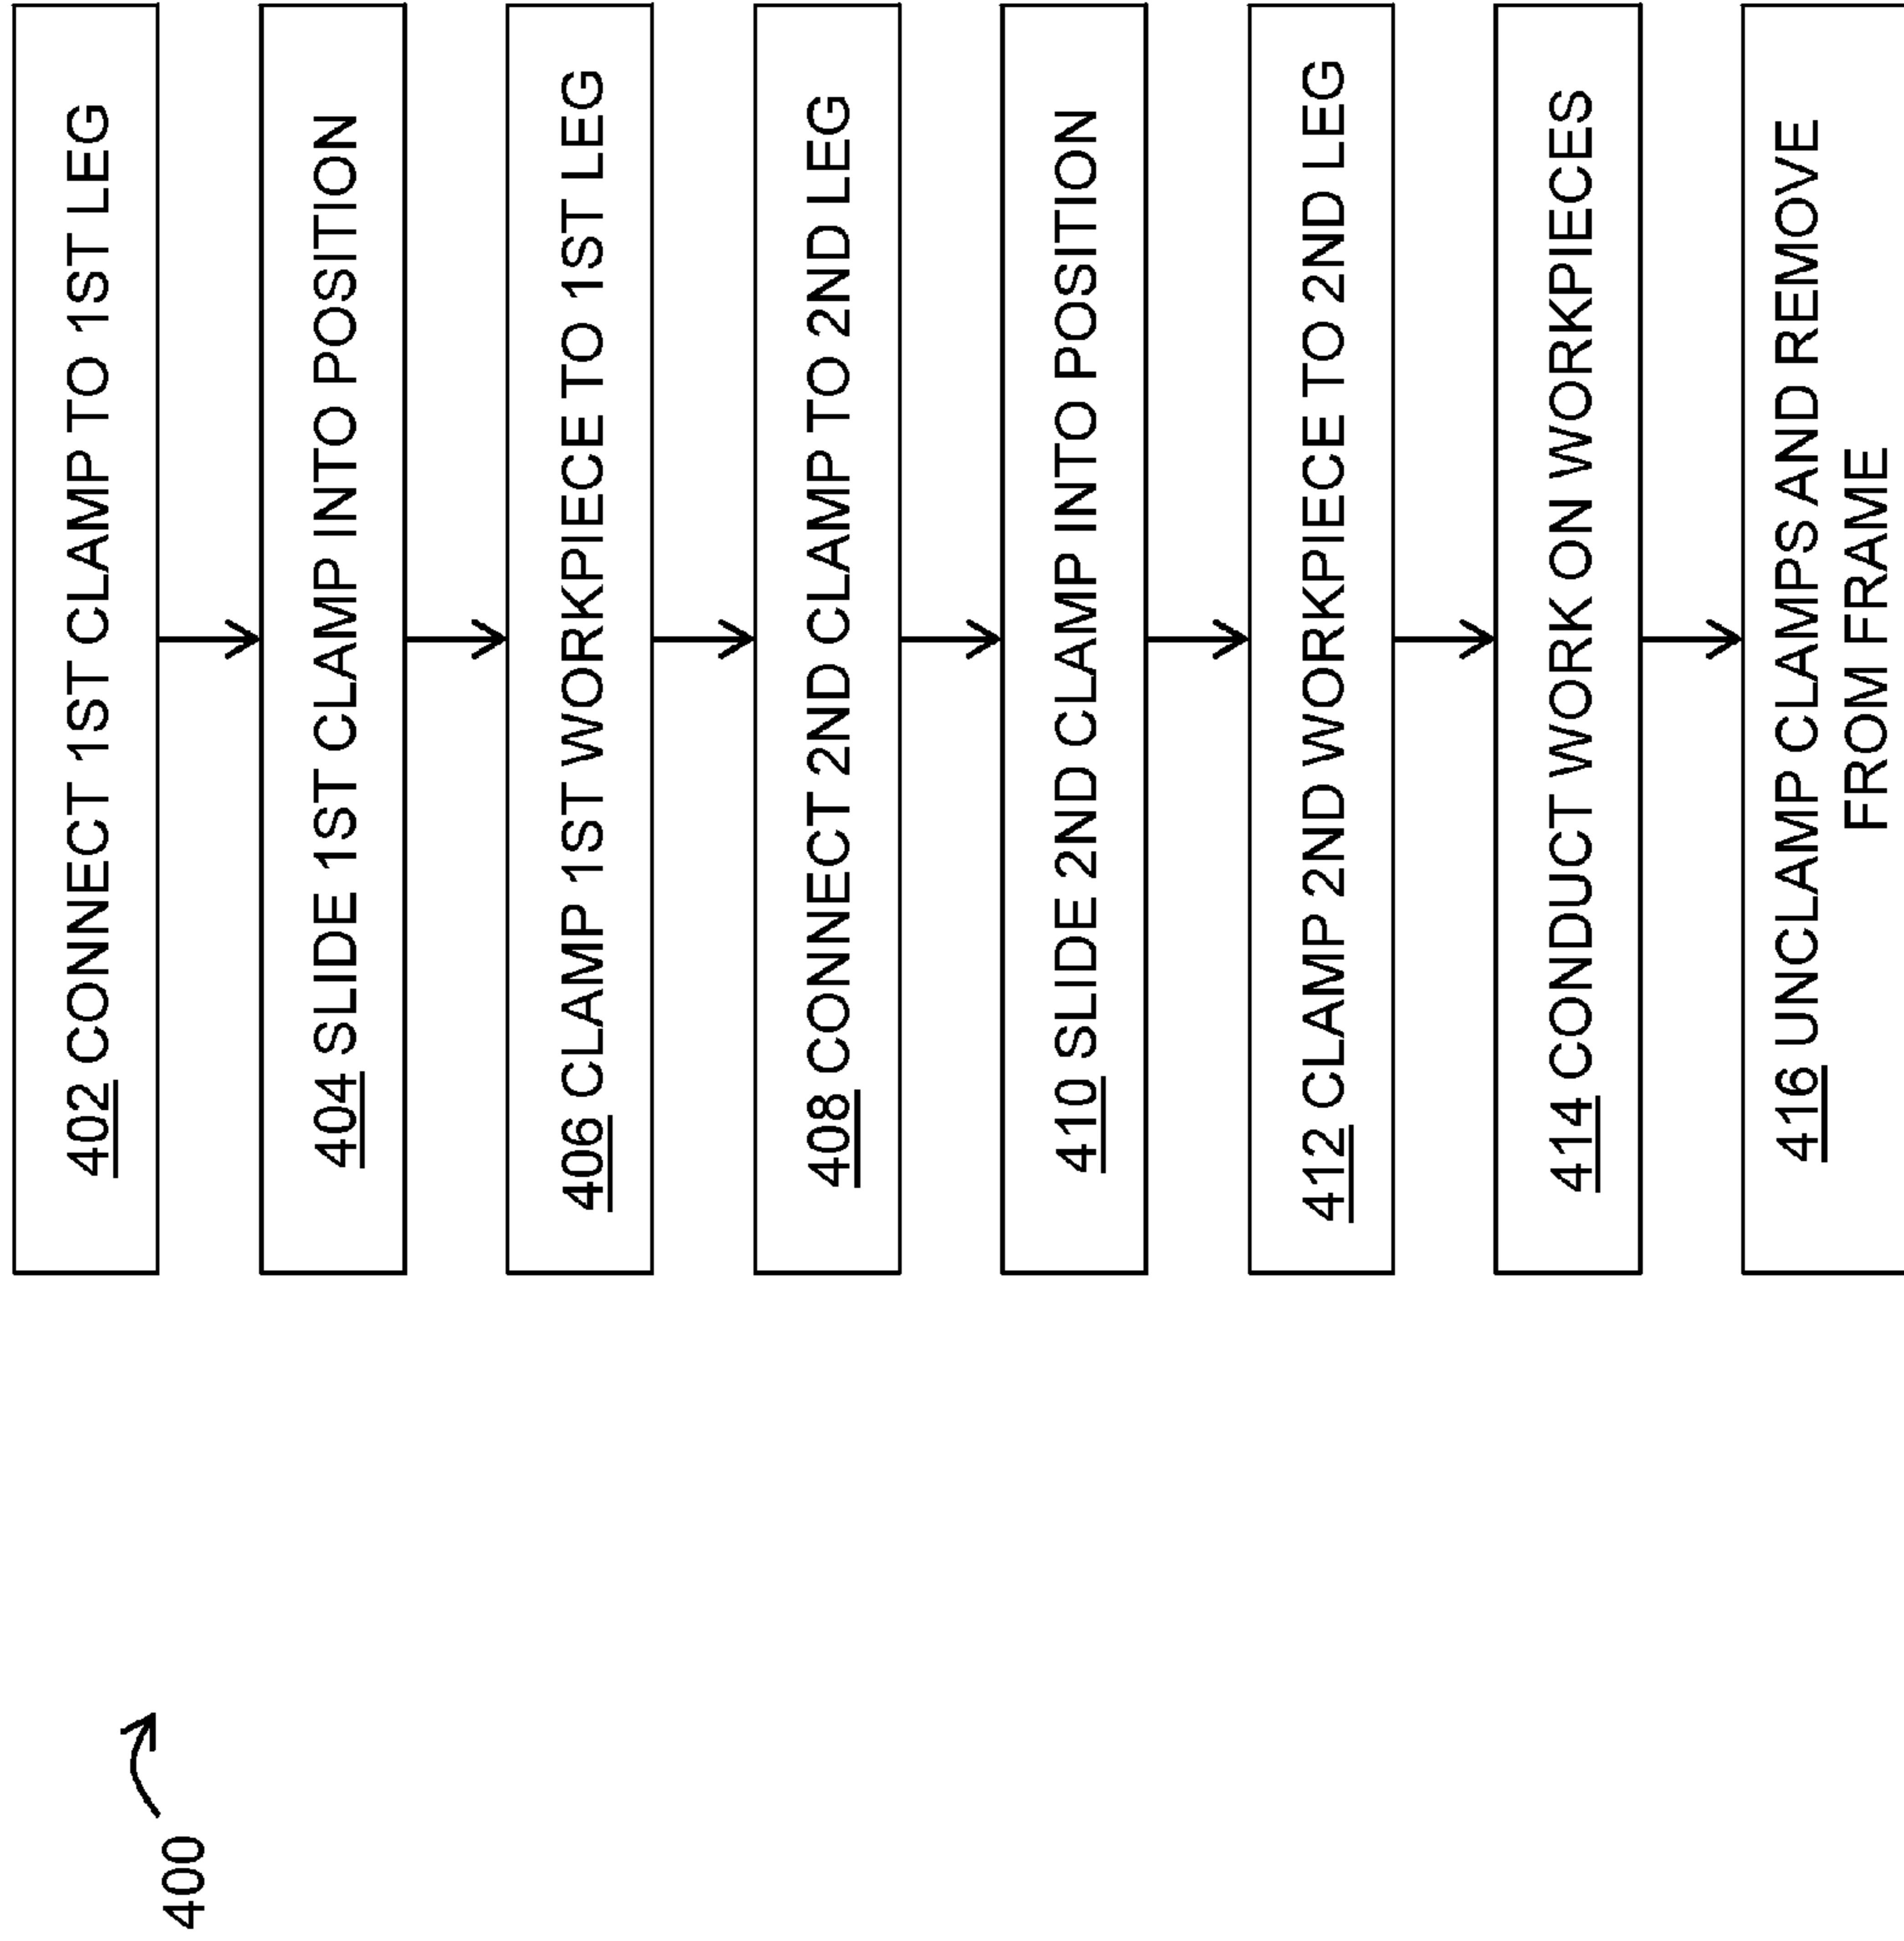 400
402 CONNECT 1ST CLAMP TO 1ST LEG
404 SLIDE 1ST CLAMP INTO POSITION
406 CLAMP 1ST WORKPIECE TO 1ST LEG
408 CONNECT 2ND CLAMP TO 2ND LEG
410 SLIDE 2ND CLAMP INTO POSITION
412 CLAMP 2ND WORKPIECE TO 2ND LEG
414 CONDUCT WORK ON WORKPIECES
416 UNCLAMP CLAMPS AND REMOVE
FROM FRAME